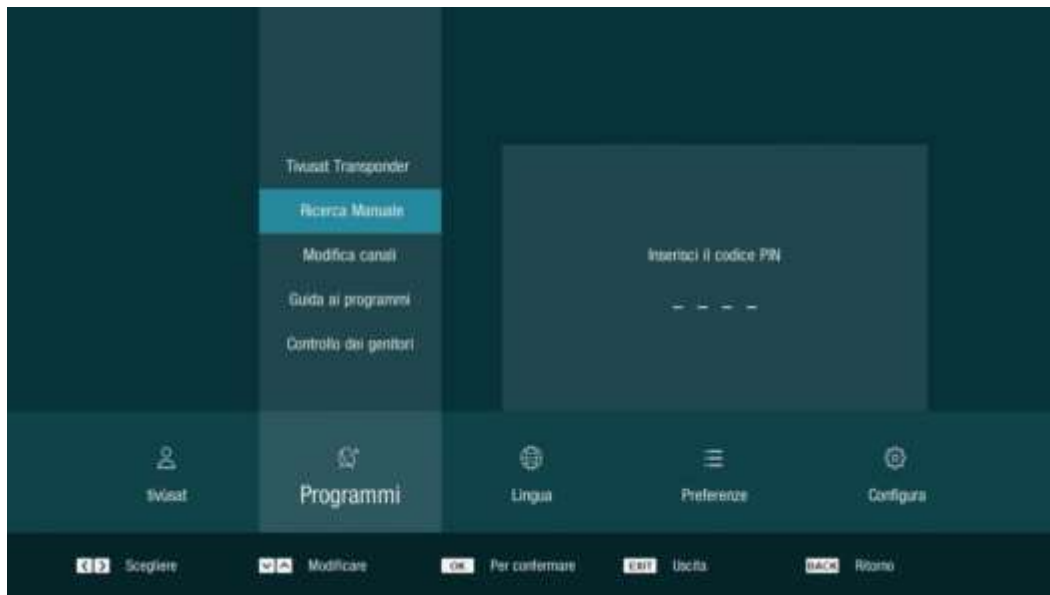 Tivusat Transponder
Ricerca Manuale
Modifica canali
Guida ai programmi
Controllo dei genitori
Inserisci il codice PIN
_ _ _ _
tivùsat
Programmi
Lingua
Preferenze
Configura
Scegliere
Modificare
OK Per confermare
EXIT Uscita
BACK Ritorno